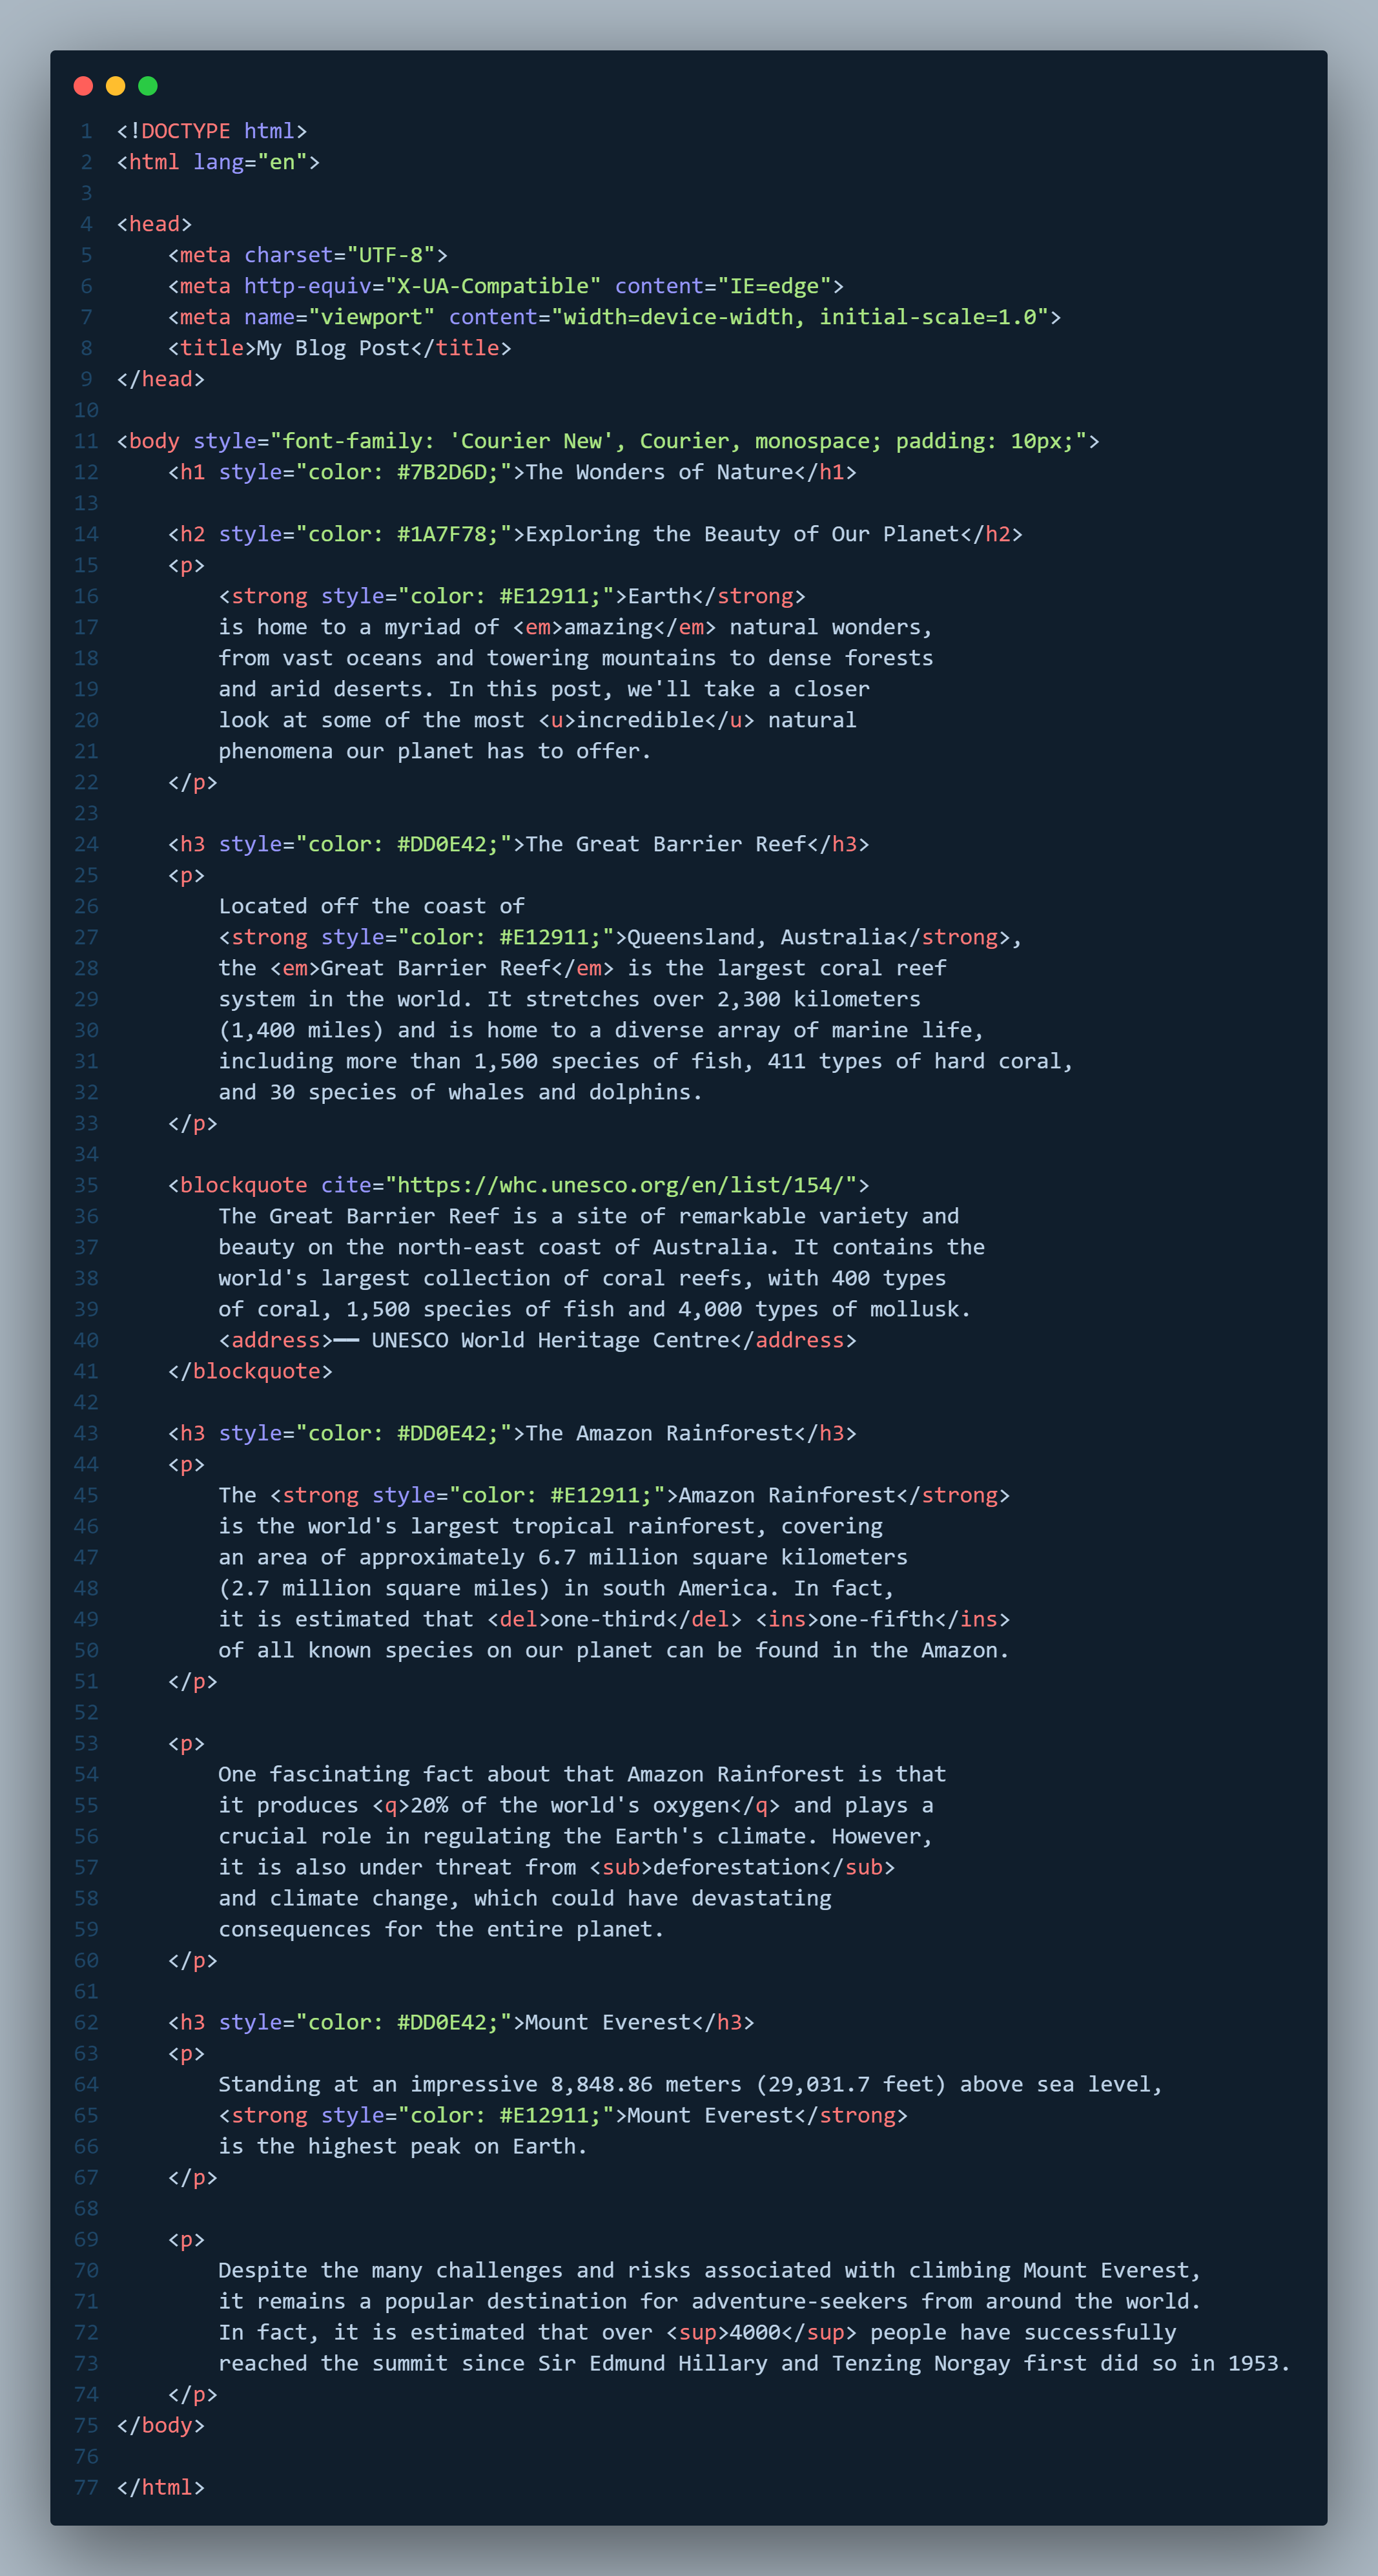 1 <!DOCTYPE html>
2 <html lang="en">
3
4 <head>
5     <meta charset="UTF-8">
6     <meta http-equiv="X-UA-Compatible" content="IE=edge">
7     <meta name="viewport" content="width=device-width, initial-scale=1.0">
8     <title>My Blog Post</title>
9 </head>
10
11 <body style="font-family: 'Courier New', Courier, monospace; padding: 10px;">
12     <h1 style="color: #7B2D6D;">The Wonders of Nature</h1>
13
14     <h2 style="color: #1A7F78;">Exploring the Beauty of Our Planet</h2>
15     <p>
16         <strong style="color: #E12911;">Earth</strong>
17         is home to a myriad of <em>amazing</em> natural wonders,
18         from vast oceans and towering mountains to dense forests
19         and arid deserts. In this post, we'll take a closer
20         look at some of the most <u>incredible</u> natural
21         phenomena our planet has to offer.
22     </p>
23
24     <h3 style="color: #DD0E42;">The Great Barrier Reef</h3>
25     <p>
26         Located off the coast of
27         <strong style="color: #E12911;">Queensland, Australia</strong>,
28         the <em>Great Barrier Reef</em> is the largest coral reef
29         system in the world. It stretches over 2,300 kilometers
30         (1,400 miles) and is home to a diverse array of marine life,
31         including more than 1,500 species of fish, 411 types of hard coral,
32         and 30 species of whales and dolphins.
33     </p>
34
35     <blockquote cite="https://whc.unesco.org/en/list/154/">
36         The Great Barrier Reef is a site of remarkable variety and
37         beauty on the north-east coast of Australia. It contains the
38         world's largest collection of coral reefs, with 400 types
39         of coral, 1,500 species of fish and 4,000 types of mollusk.
40         <address>—— UNESCO World Heritage Centre</address>
41     </blockquote>
42
43     <h3 style="color: #DD0E42;">The Amazon Rainforest</h3>
44     <p>
45         The <strong style="color: #E12911;">Amazon Rainforest</strong>
46         is the world's largest tropical rainforest, covering
47         an area of approximately 6.7 million square kilometers
48         (2.7 million square miles) in south America. In fact,
49         it is estimated that <del>one-third</del> <ins>one-fifth</ins>
50         of all known species on our planet can be found in the Amazon.
51     </p>
52
53     <p>
54         One fascinating fact about that Amazon Rainforest is that
55         it produces <q>20% of the world's oxygen</q> and plays a
56         crucial role in regulating the Earth's climate. However,
57         it is also under threat from <sub>deforestation</sub>
58         and climate change, which could have devastating
59         consequences for the entire planet.
60     </p>
61
62     <h3 style="color: #DD0E42;">Mount Everest</h3>
63     <p>
64         Standing at an impressive 8,848.86 meters (29,031.7 feet) above sea level,
65         <strong style="color: #E12911;">Mount Everest</strong>
66         is the highest peak on Earth.
67     </p>
68
69     <p>
70         Despite the many challenges and risks associated with climbing Mount Everest,
71         it remains a popular destination for adventure-seekers from around the world.
72         In fact, it is estimated that over <sup>4000</sup> people have successfully
73         reached the summit since Sir Edmund Hillary and Tenzing Norgay first did so in 1953.
74     </p>
75 </body>
76
77 </html>